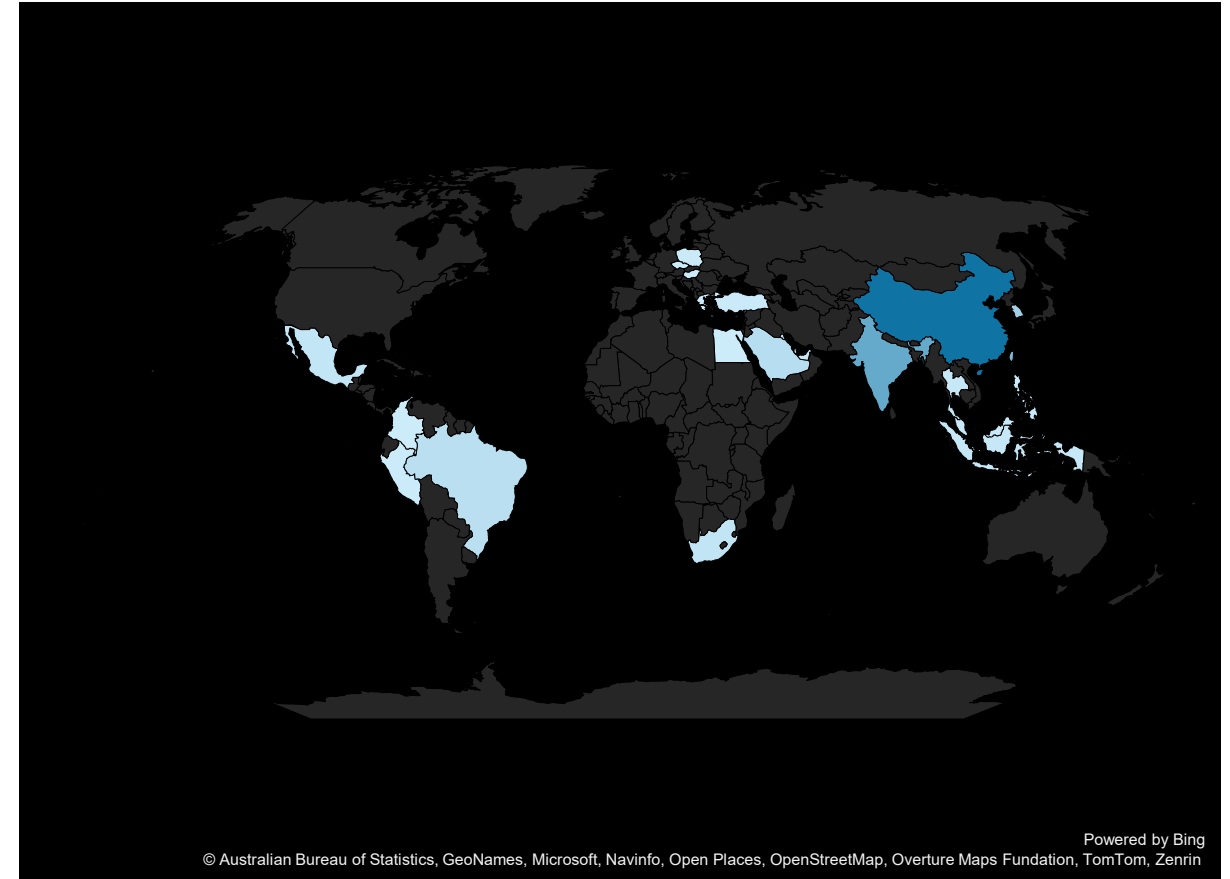 Powered by Bing
© Australian Bureau of Statistics, GeoNames, Microsoft, Navinfo, Open Places, OpenStreetMap, Overture Maps Fundation, TomTom, Zenrin